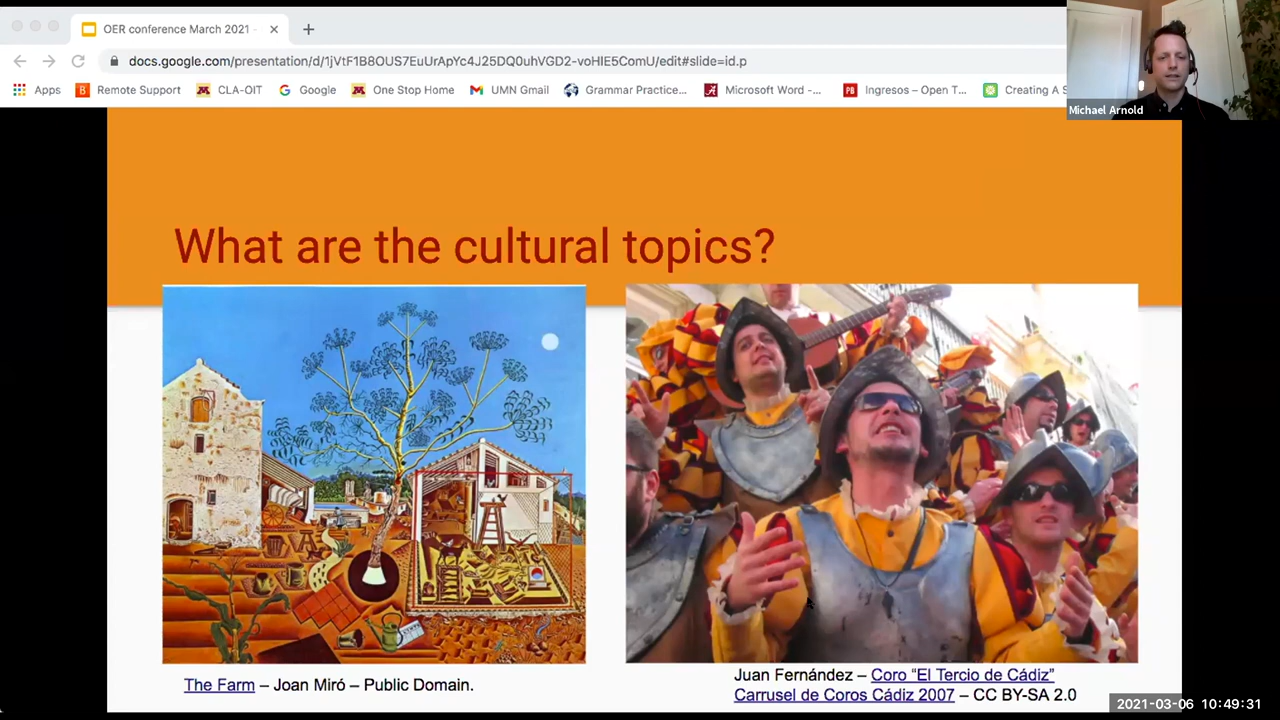 OER conference March 2021 -
docs.google.com/presentation/d/1jVtF1B8OUS7EuUrApYc4J25DQ0uhVGD2-voHIE5ComU/edit#slide=id.p
Apps Remote Support CLA-OIT Google One Stop Home UMN Gmail Grammar Practice... Microsoft Word -... Ingresos – Open T... Creating A S
Michael Arnold
What are the cultural topics?
The Farm – Joan Miró – Public Domain.
Juan Fernández – Coro “El Tercio de Cádiz”
Carrusel de Coros Cádiz 2007 – CC BY-SA 2.0
2021-03-06 10:49:31